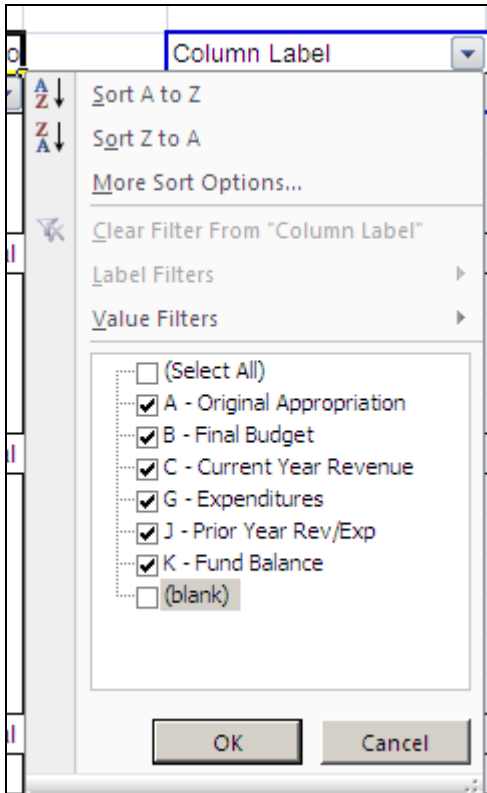 Column Label
Sort A to Z
Sort Z to A
More Sort Options...
Clear Filter From "Column Label"
Label Filters
Value Filters
(Select All)
A - Original Appropriation
B - Final Budget
C - Current Year Revenue
G - Expenditures
J - Prior Year Rev/Exp
K - Fund Balance
(blank)
OK Cancel